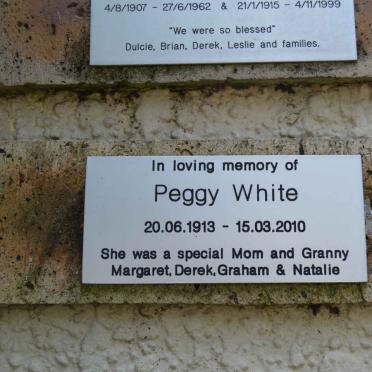 4/8/1907 - 27/6/1962 & 21/1/1915 - 4/11/1999
"We were so blessed"
Dulcie, Brian, Derek, Leslie and families.
In loving memory of
Peggy White
20.06.1913 - 15.03.2010
She was a special Mom and Granny
Margaret, Derek, Graham & Natalie